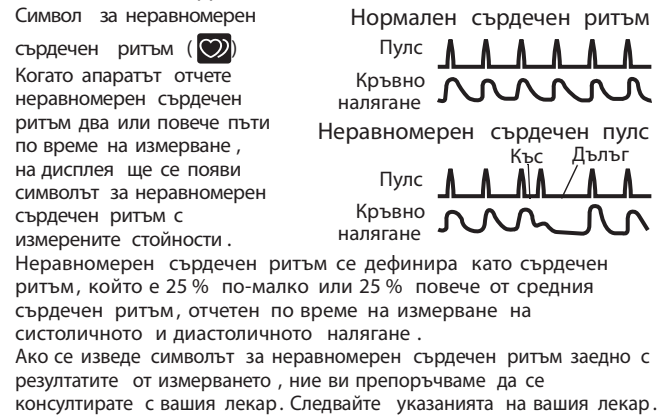 Символ за неравномерен
сърдечен ритъм ( )
Когато апаратът отчете
неравномерен сърдечен
ритъм два или повече пъти
по време на измерване ,
на дисплея ще се появи
символът за неравномерен
сърдечен ритъм с
измерените стойности .
Нормален сърдечен ритъм
Пулс
Кръвно
налягане
Неравномерен сърдечен пулс
Къс Дълъг
Пулс
Кръвно
налягане
Неравномерен сърдечен ритъм се дефинира като сърдечен
ритъм, който е 25 % по-малко или 25 % повече от средния
сърдечен ритъм, отчетен по време на измерване на
систоличното и диастоличното налягане .
Ако се изведе символът за неравномерен сърдечен ритъм заедно с
резултатите от измерването , ние ви препоръчваме да се
консултирате с вашия лекар. Следвайте указанията на вашия лекар.